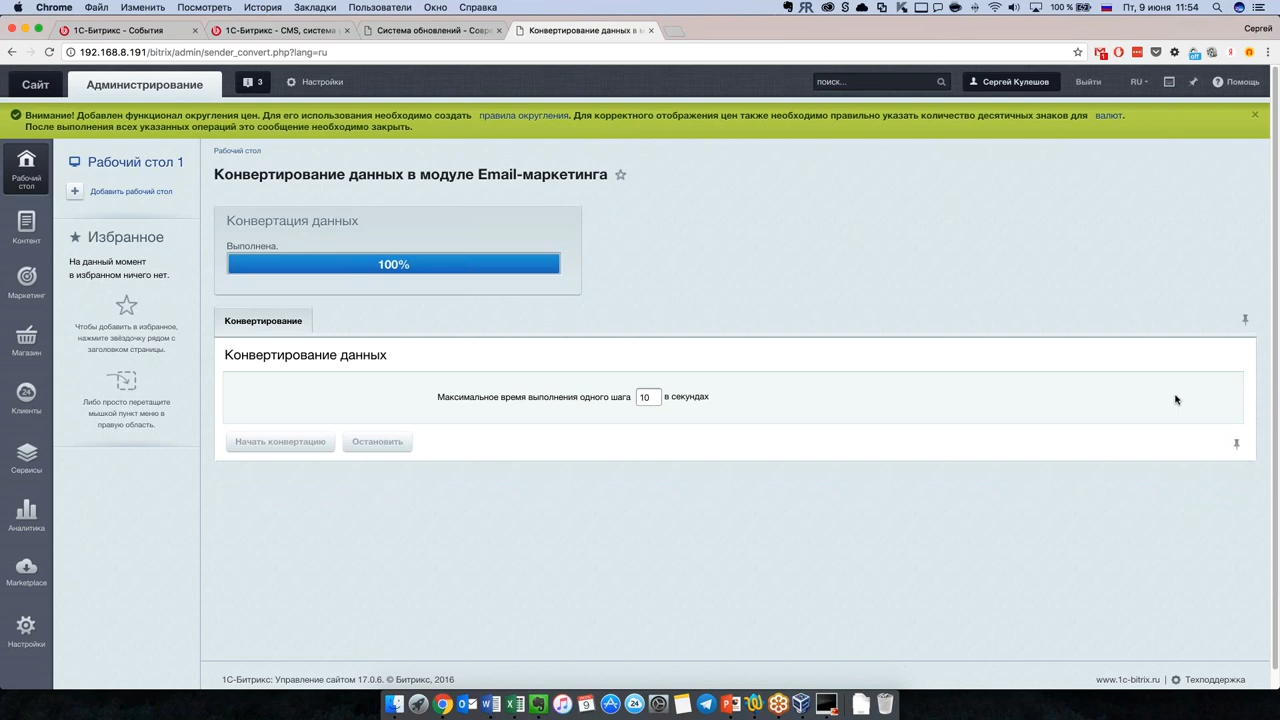 Chrome Файл Изменить Посмотреть История Закладки Пользователи Окно Справка 100 % Пт, 9 июня 11:54
1С-Битрикс - События
1С-Битрикс - CMS, система
Система обновлений - Совре
Конвертирование данных в м
Сергей
192.168.8.191/bitrix/admin/sender_convert.php?lang=ru
Сайт Администрирование 3 Настройки поиск... Сергей Кулешов Выйти RU Помощь
Внимание! Добавлен функционал округления цен. Для его использования необходимо создать правила округления. Для корректного отображения цен также необходимо правильно указать количество десятичных знаков для валют.
После выполнения всех указанных операций это сообщение необходимо закрыть.
Рабочий
стол
Контент
Маркетинг
Магазин
24
Клиенты
Сервисы
Аналитика
Marketplace
Настройки
Рабочий стол 1
Добавить рабочий стол
Избранное
На данный момент
в избранном ничего нет.
Чтобы добавить в избранное,
нажмите звёздочку рядом с
заголовком страницы.
Либо просто перетащите
мышкой пункт меню в
правую область.
Рабочий стол
Конвертирование данных в модуле Email-маркетинга
Конвертация данных
Выполнена.
100%
Конвертирование
Конвертирование данных
Максимальное время выполнения одного шага 10 в секундах
Начать конвертацию Остановить
1С-Битрикс: Управление сайтом 17.0.6. © Битрикс, 2016 www.1c-bitrix.ru Техподдержка